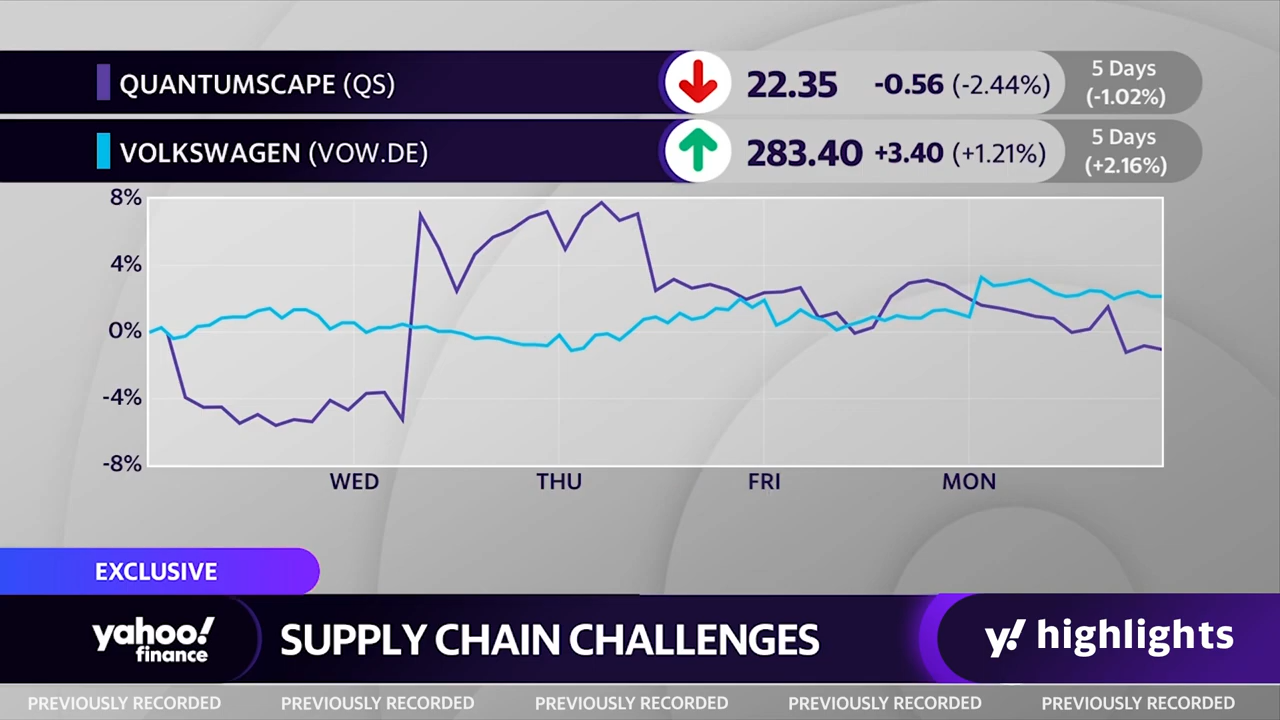 QUANTUMSCAPE (QS) 22.35 -0.56 (-2.44%) 5 Days
(-1.02%)
VOLKSWAGEN (VOW.DE) 283.40 +3.40 (+1.21%) 5 Days
(+2.16%)
8%
4%
0%
-4%
-8%
WED THU FRI MON
EXCLUSIVE
yahoo!
finance
SUPPLY CHAIN CHALLENGES
y! highlights
PREVIOUSLY RECORDED PREVIOUSLY RECORDED PREVIOUSLY RECORDED PREVIOUSLY RECORDED PREVIOUSLY RECORDED